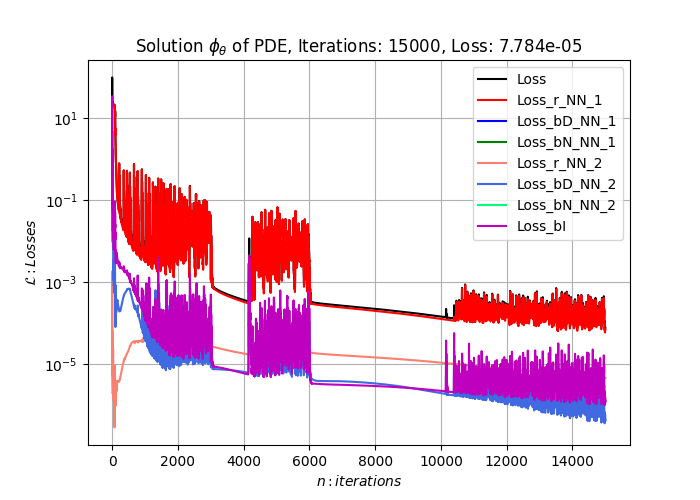 Solution ϕ_θ of PDE, Iterations: 15000, Loss: 7.784e-05
Loss
Loss_r_NN_1
Loss_bD_NN_1
Loss_bN_NN_1
Loss_r_NN_2
Loss_bD_NN_2
Loss_bN_NN_2
Loss_bI
10^1
10^−1
10^−3
10^−5
ℒ : Losses
0 2000 4000 6000 8000 10000 12000 14000
n : iterations